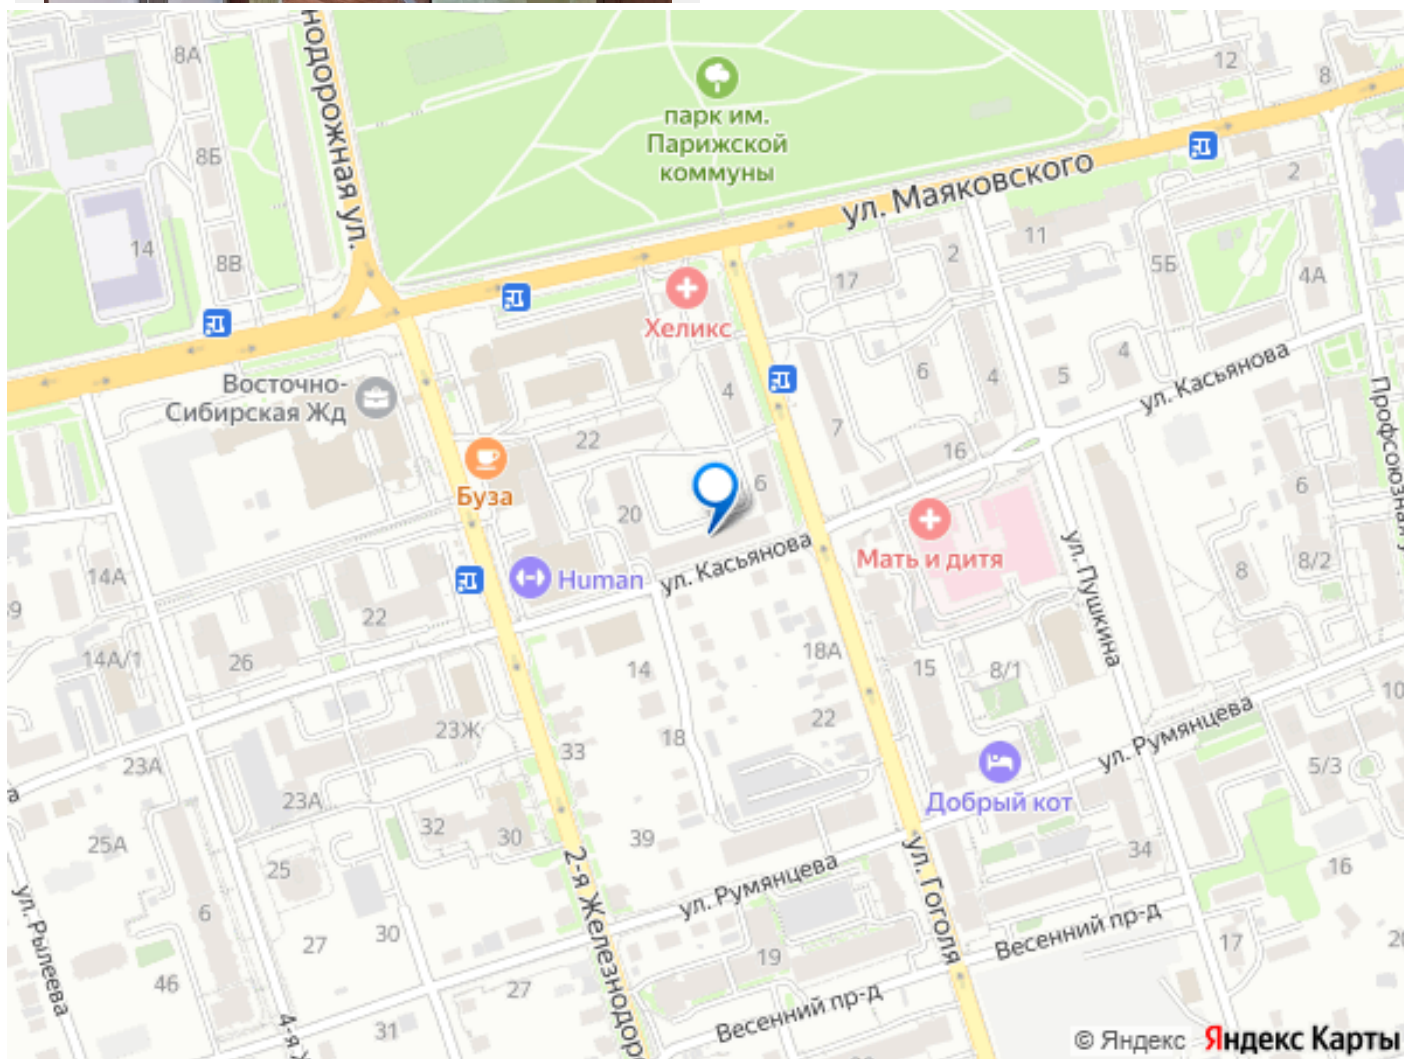 8А
нодорожная ул.
12
8
парк им.
Парижской
коммуны
ул. Маяковского
8Б
14
8В
2
11
2
17
5Б
4А
Хеликс
Восточно-
Сибирская Жд
4
6
4
5
4
ул. Касьянова
Профсоюзная
22
7
16
Буза
6
6
20
ул. Касьянова
Мать и дитя
ул. Пушкина
8/2
8
14А
Human
9
22
14А/1
26
14
18А
15
8/1
10
23Ж
18
22
ул. Румянцева
33
23А
5/3
а
23А
Добрый кот
32
30
39
25А
25
2-я Железнодор
ул. Гоголя
34
16
ул. Румянцева
ул. Рылеева
6
Весенний пр-д
27
30
19
17
20
46
27
4-я Ж
31
Весенний пр-д
© Яндекс Яндекс Карты